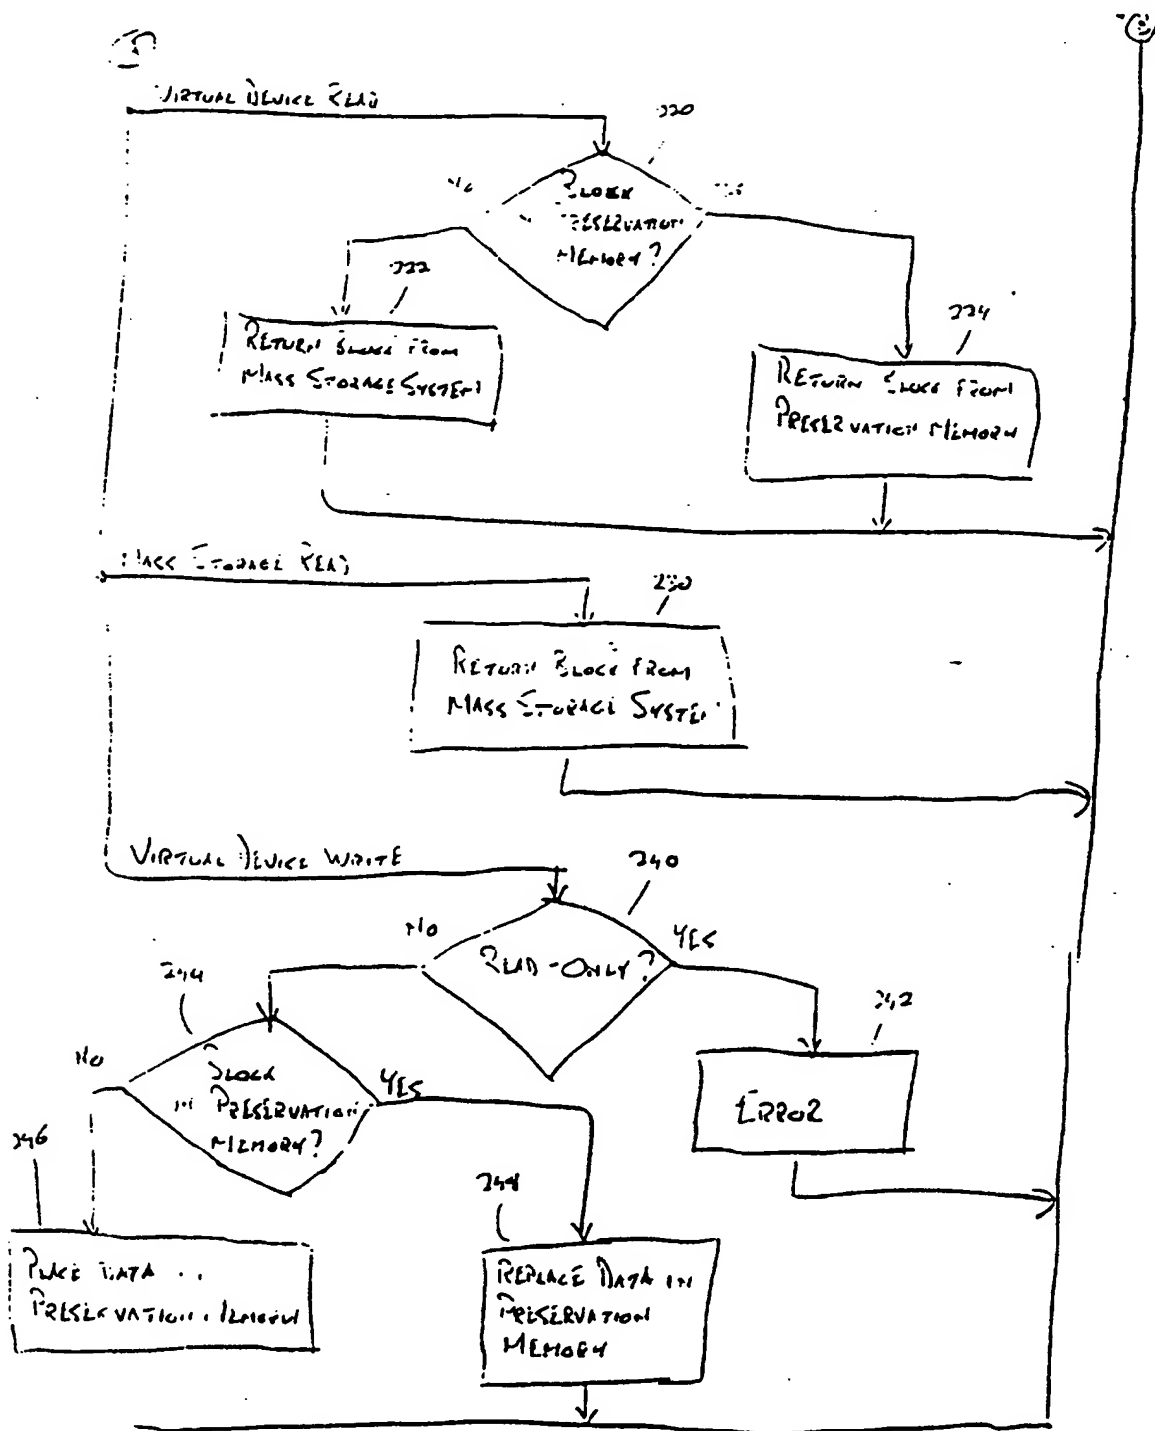 VIRTUAL DEVICE READ
220
BLOCK
PRESERVATION
MEMORY?
222
224
RETURN BLOCK FROM
MASS STORAGE SYSTEM
RETURN BLOCK FROM
PRESERVATION MEMORY
MASS STORAGE READ
230
RETURN BLOCK FROM
MASS STORAGE SYSTEM
VIRTUAL DEVICE WRITE
240
NO
YES
READ-ONLY?
244
242
NO
BLOCK
IN PRESERVATION
MEMORY?
YES
ERROR
246
248
PLACE DATA
PRESERVATION MEMORY
REPLACE DATA IN
PRESERVATION
MEMORY